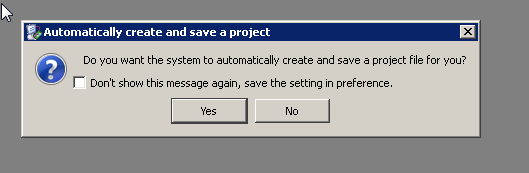 Automatically create and save a project
Do you want the system to automatically create and save a project file for you?
Don't show this message again, save the setting in preference.
Yes
No